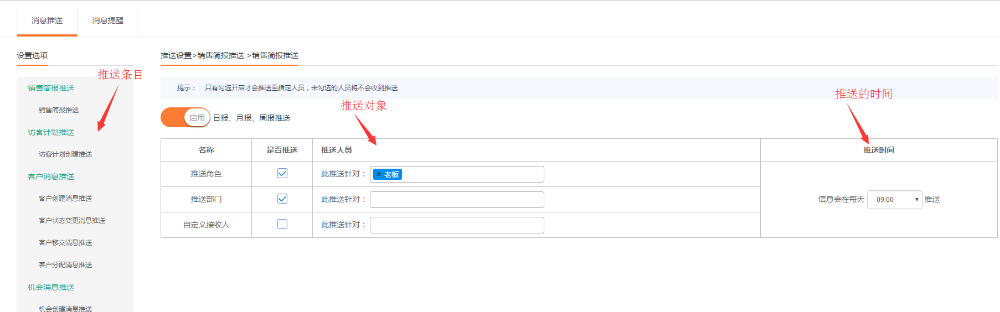 消息推送 消息提醒
设置选项
推送条目
销售简报推送
销售简报推送
访客计划推送
访客计划创建推送
客户消息推送
客户创建消息推送
客户状态变更消息推送
客户移交消息推送
客户分配消息推送
机会消息推送
机会创建消息推送
推送设置>销售简报推送 >销售简报推送
提示： 只有勾选开启才会推送至指定人员，未勾选的人员将不会收到推送
推送对象
推送的时间
启用 日报、月报、周报推送
名称 是否推送 推送人员 推送时间
推送角色 此推送针对： ✖ 老板
推送部门 此推送针对：
信息会在每天 09:00 ▾ 推送
自定义接收人 此推送针对：